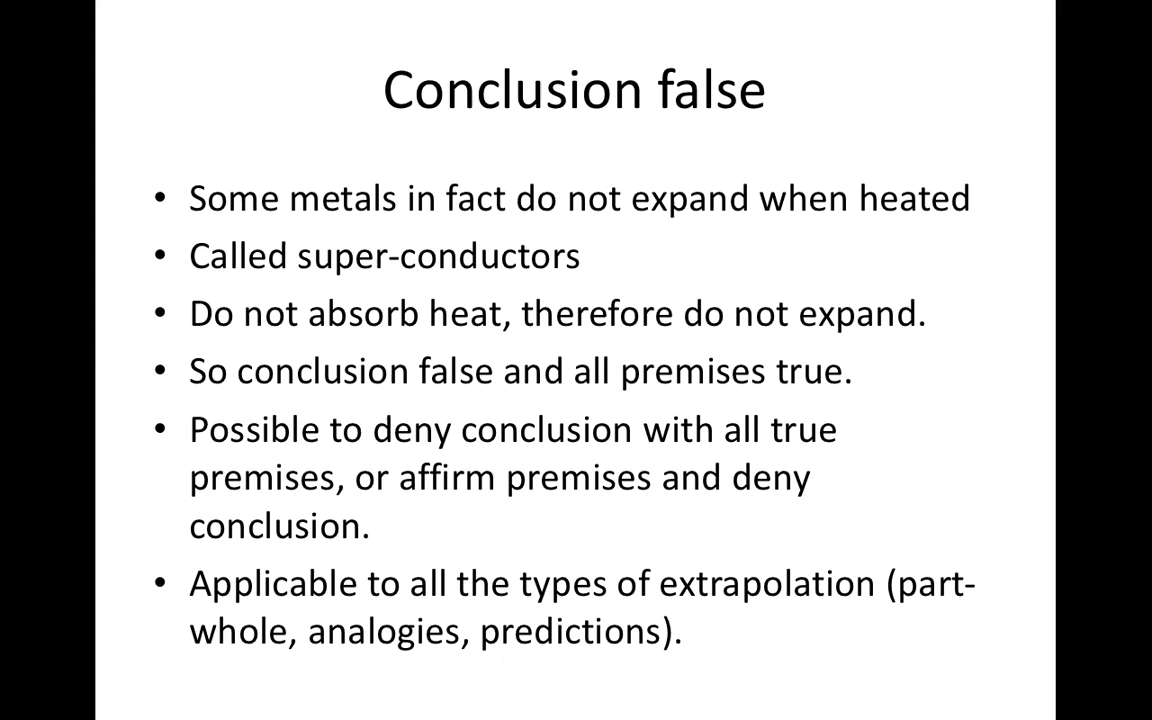 Conclusion false
• Some metals in fact do not expand when heated
• Called super-conductors
• Do not absorb heat, therefore do not expand.
• So conclusion false and all premises true.
• Possible to deny conclusion with all true
premises, or affirm premises and deny
conclusion.
• Applicable to all the types of extrapolation (part-
whole, analogies, predictions).